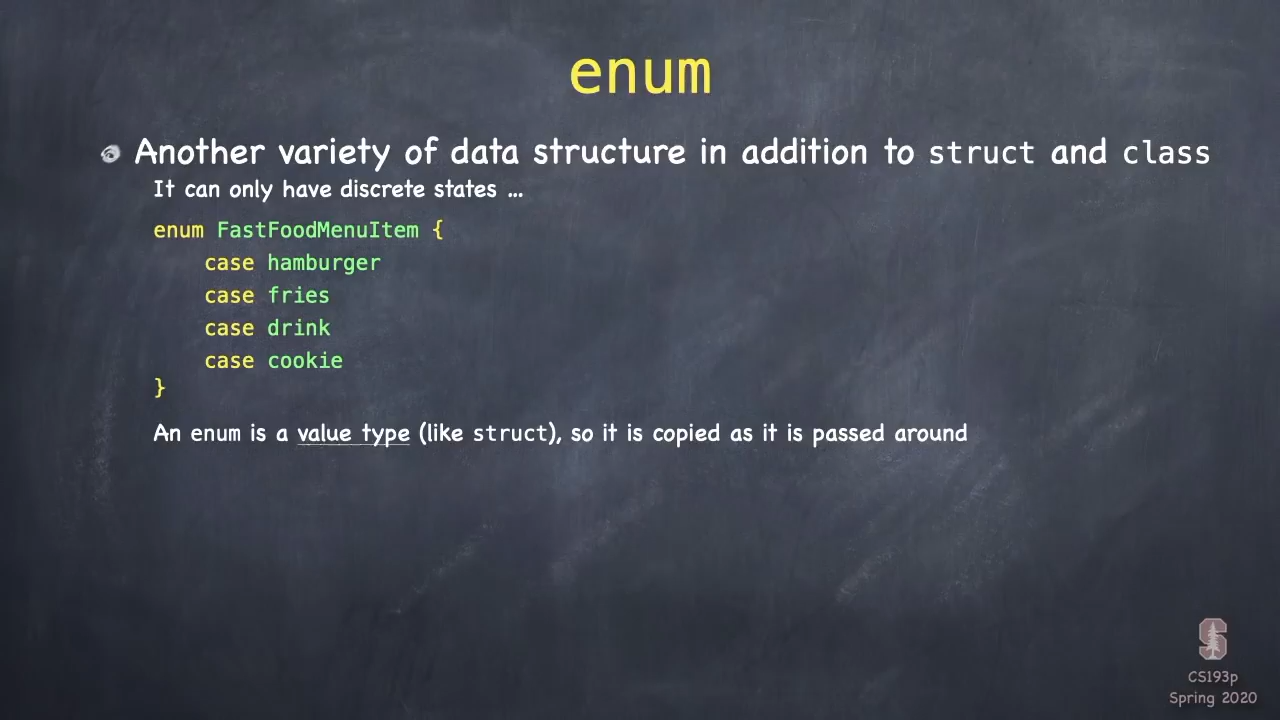 enum
Another variety of data structure in addition to struct and class
It can only have discrete states …
enum FastFoodMenuItem {
    case hamburger
    case fries
    case drink
    case cookie
}
An enum is a value type (like struct), so it is copied as it is passed around
S
CS193p
Spring 2020